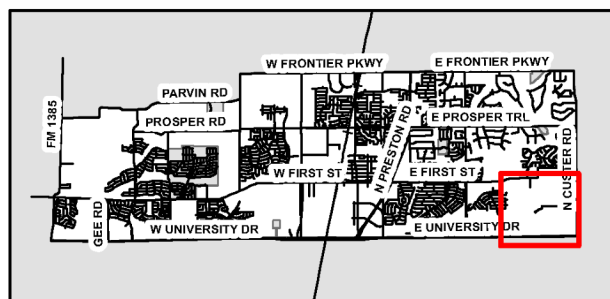 W FRONTIER PKWY
E FRONTIER PKWY
PARVIN RD
FM 1385
PROSPER RD
N PRESTON RD
E PROSPER TRL
N CUSTER RD
W FIRST ST
E FIRST ST
GEE RD
W UNIVERSITY DR
E UNIVERSITY DR